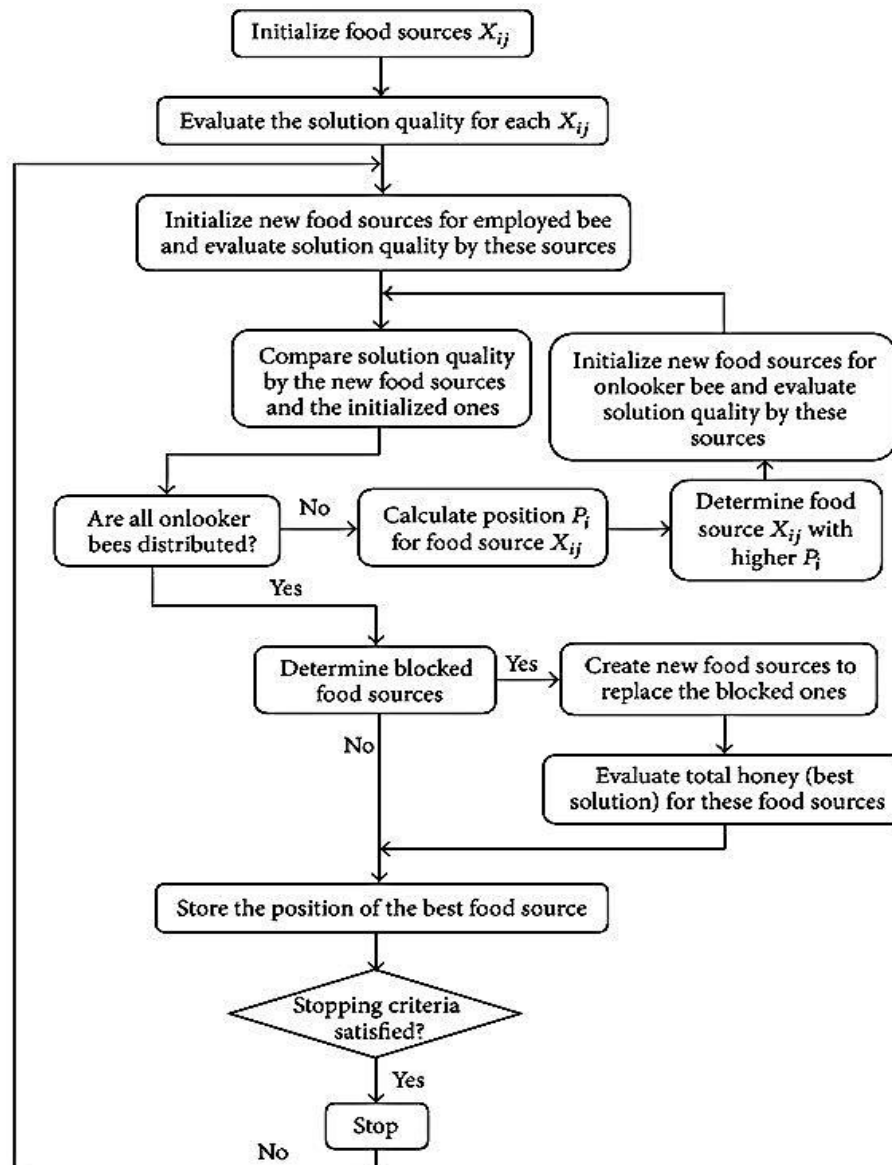 Initialize food sources X_ij
Evaluate the solution quality for each X_ij
Initialize new food sources for employed bee
and evaluate solution quality by these sources
Compare solution quality
by the new food sources
and the initialized ones
Initialize new food sources for
onlooker bee and evaluate
solution quality by these
sources
Are all onlooker
bees distributed?
No
Calculate position P_i
for food source X_ij
Determine food
source X_ij with
higher P_i
Yes
Determine blocked
food sources
Yes
Create new food sources to
replace the blocked ones
No
Evaluate total honey (best
solution) for these food sources
Store the position of the best food source
Stopping criteria
satisfied?
Yes
Stop
No